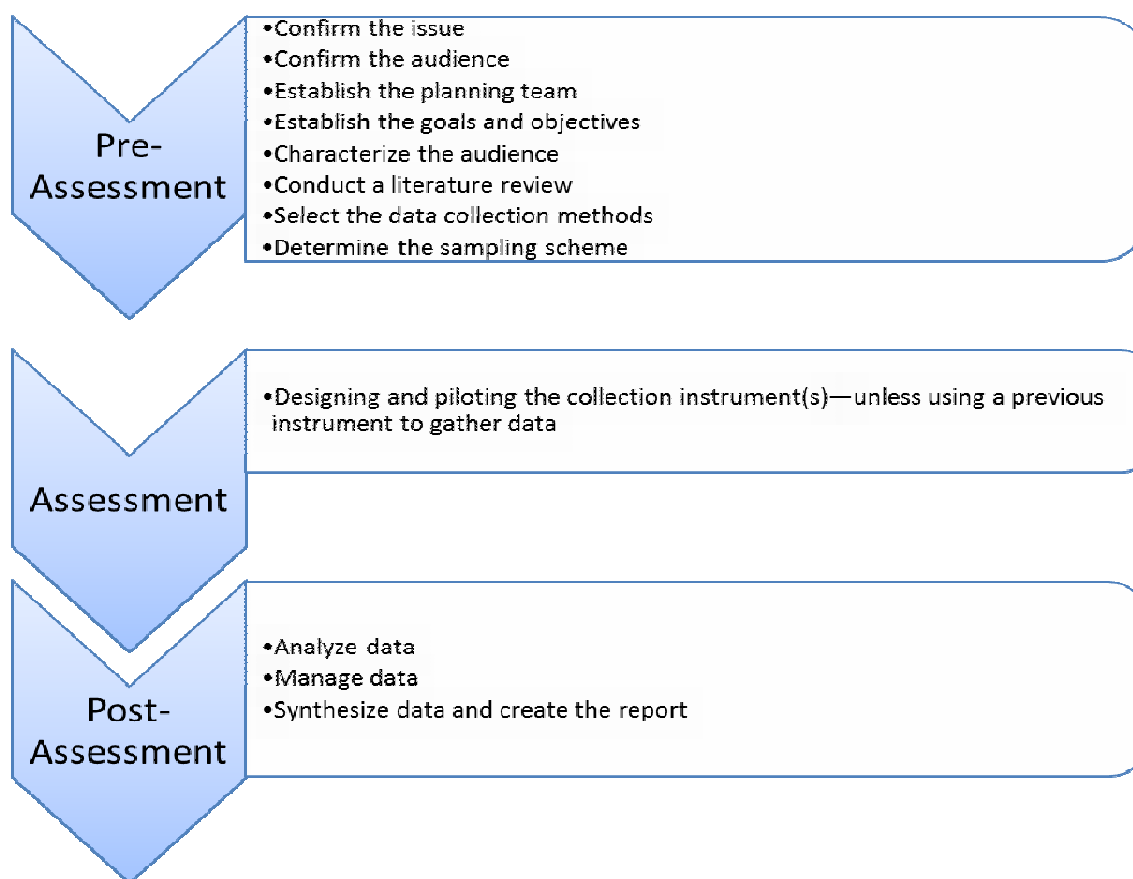 Pre-
Assessment
•Confirm the issue
•Confirm the audience
•Establish the planning team
•Establish the goals and objectives
•Characterize the audience
•Conduct a literature review
•Select the data collection methods
•Determine the sampling scheme
Assessment
•Designing and piloting the collection instrument(s)—unless using a previous
instrument to gather data
Post-
Assessment
•Analyze data
•Manage data
•Synthesize data and create the report